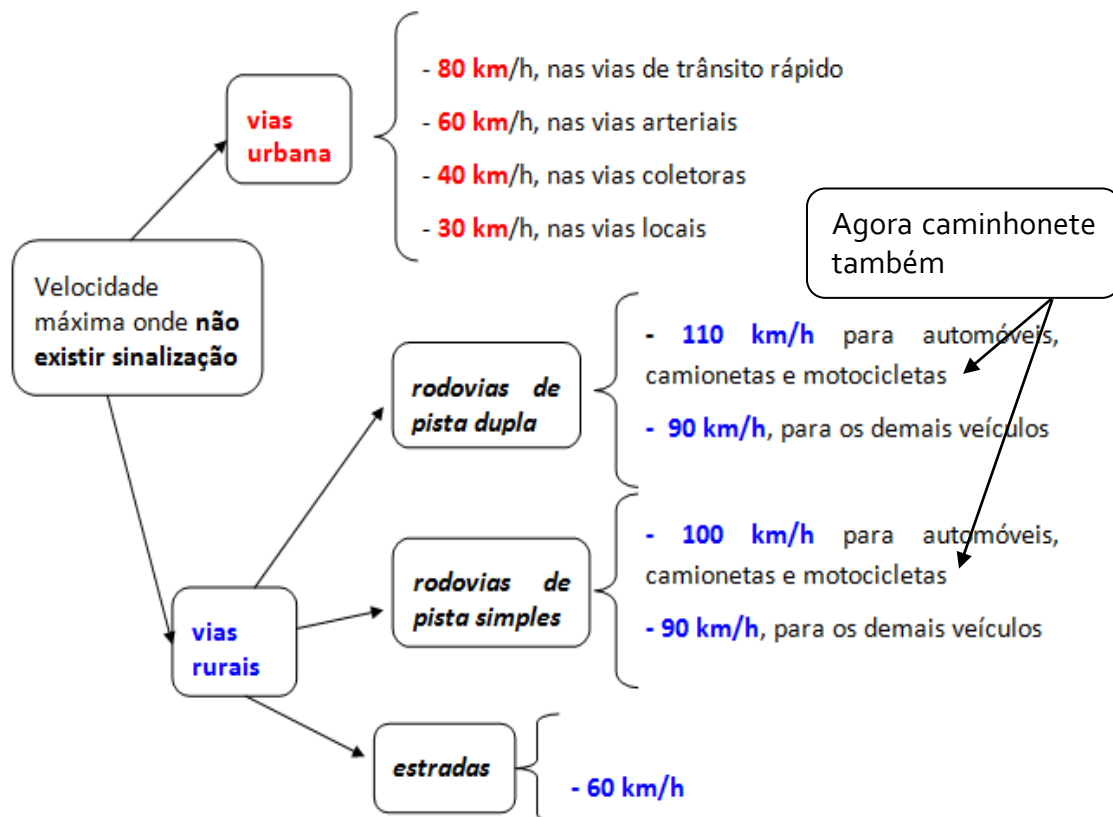 vias
urbana
- 80 km/h, nas vias de trânsito rápido
- 60 km/h, nas vias arteriais
- 40 km/h, nas vias coletoras
- 30 km/h, nas vias locais
Agora caminhonete
também
Velocidade
máxima onde não
existir sinalização
rodovias de
pista dupla
- 110 km/h para automóveis,
camionetas e motocicletas
- 90 km/h, para os demais veículos
rodovias de
pista simples
- 100 km/h para automóveis,
camionetas e motocicletas
- 90 km/h, para os demais veículos
vias
rurais
estradas
- 60 km/h